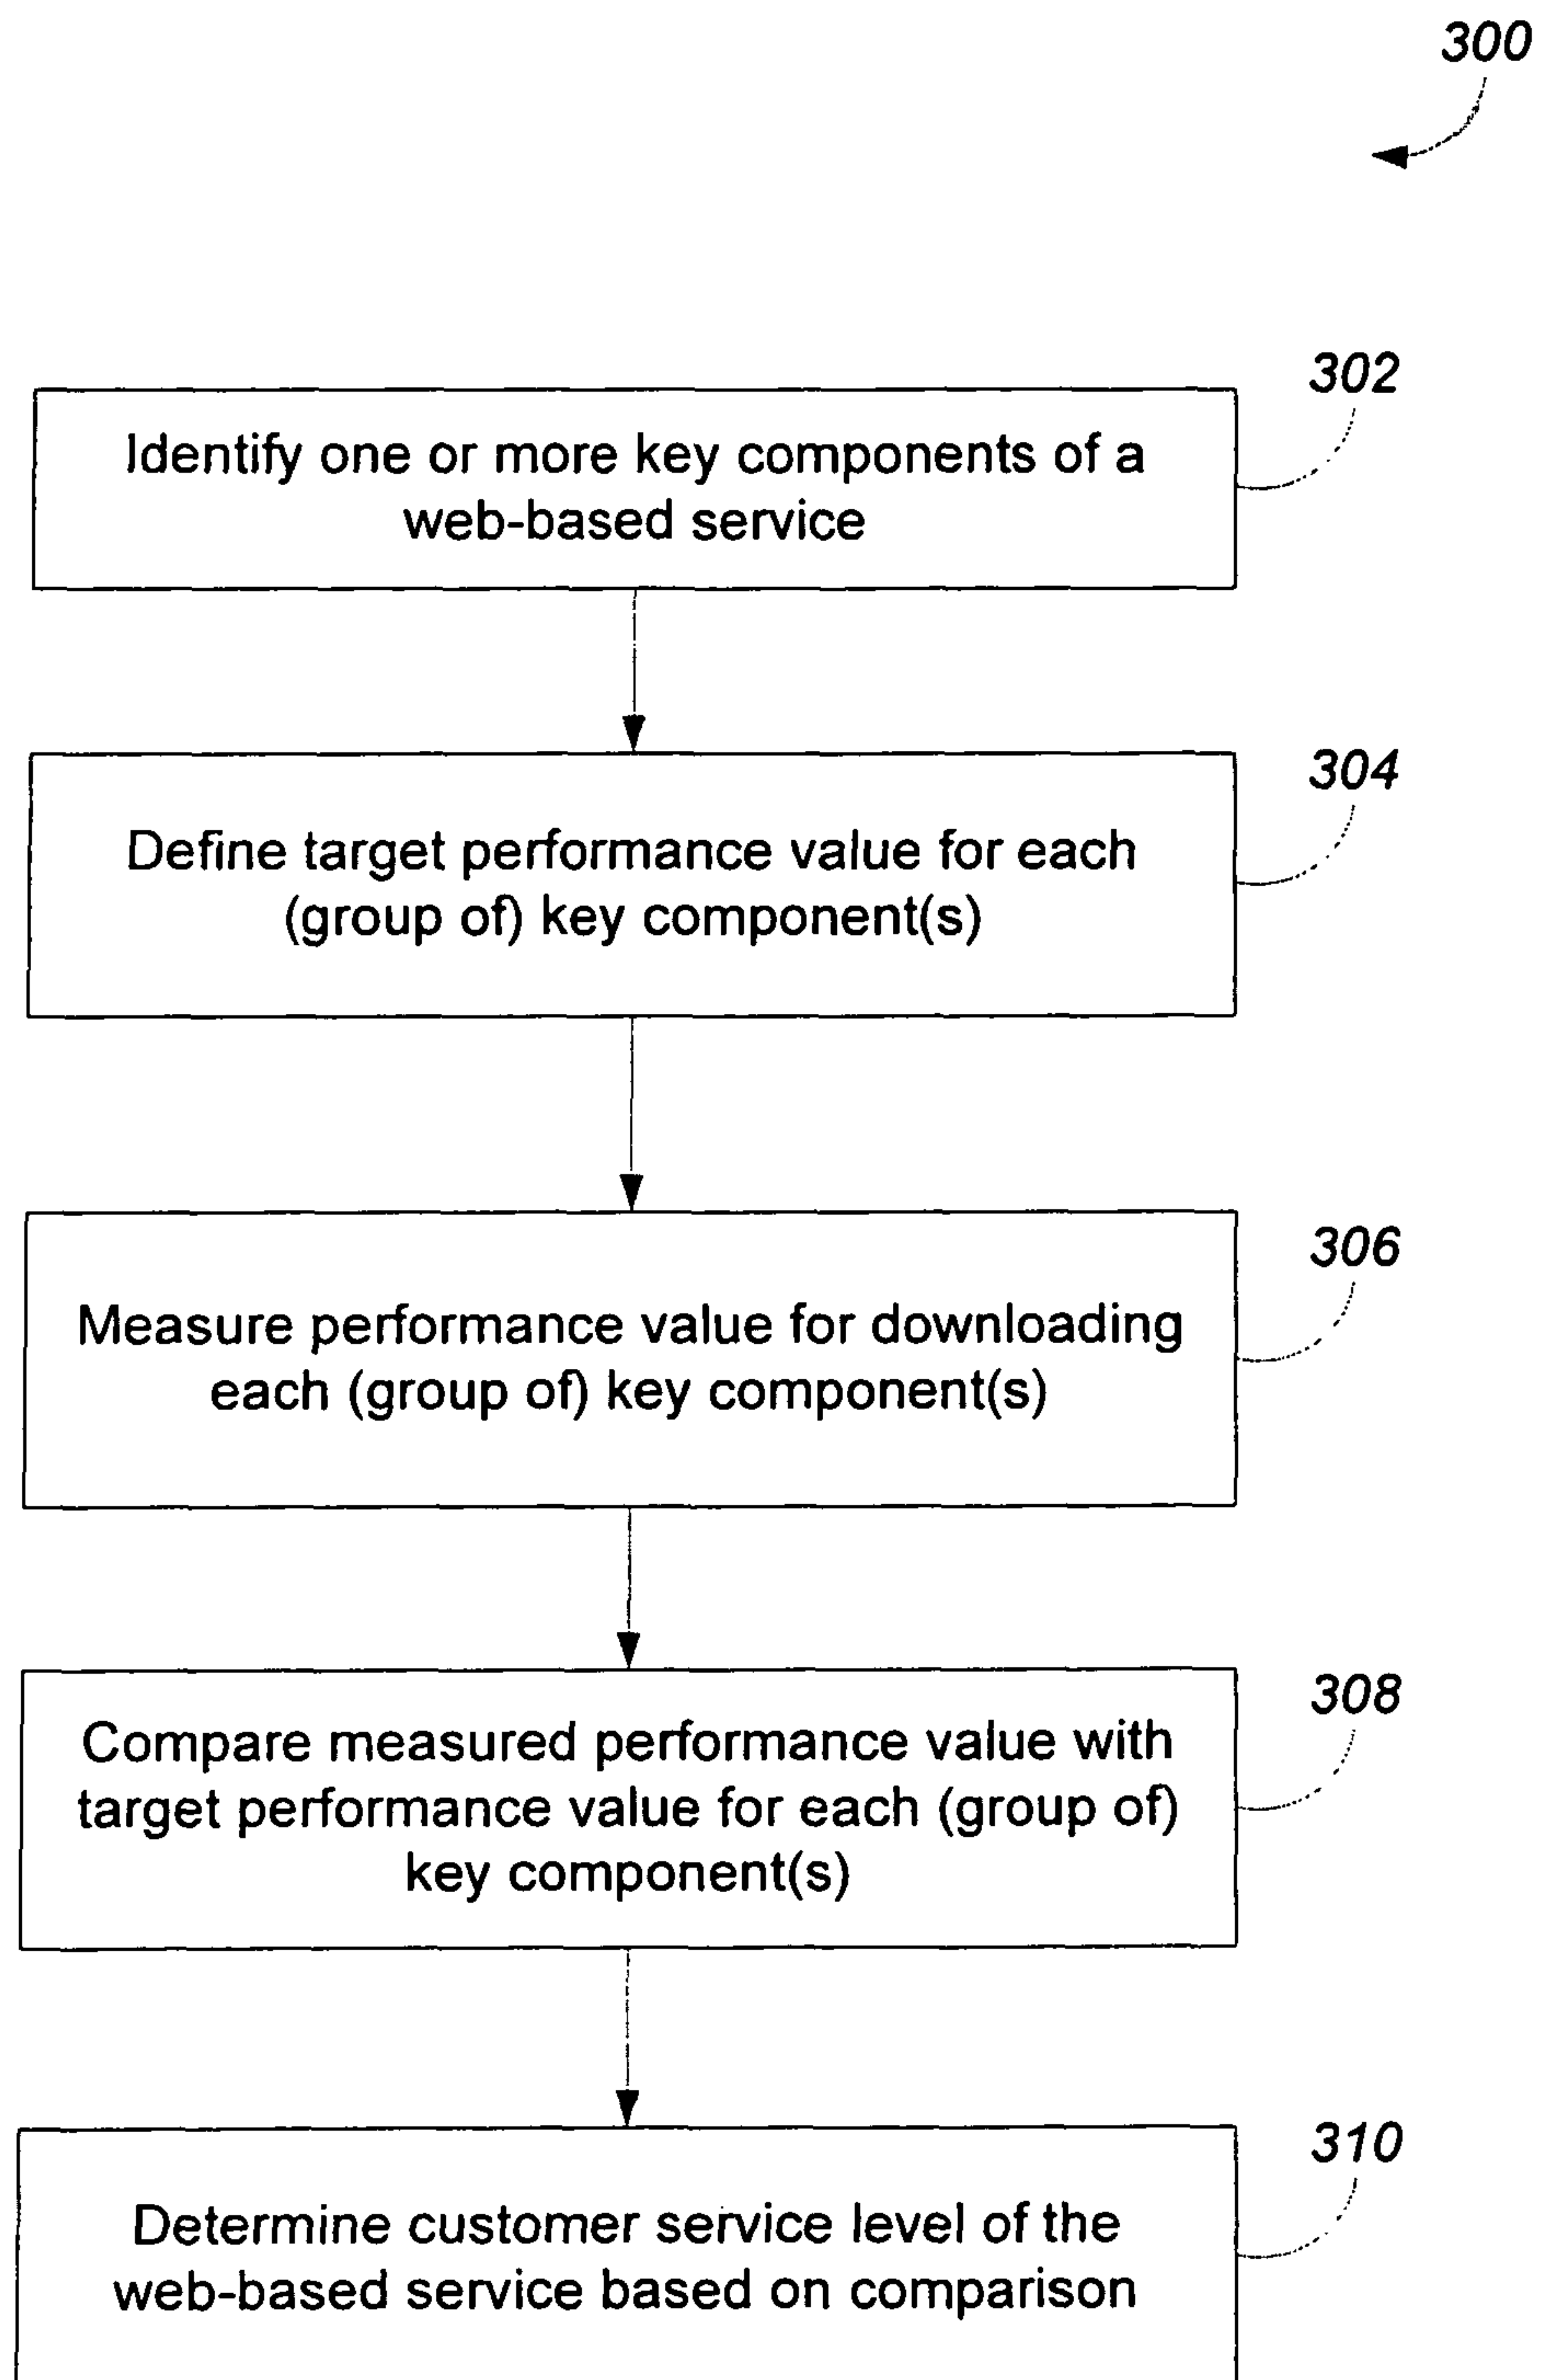 300
302
Identify one or more key components of a
web-based service
304
Define target performance value for each
(group of) key component(s)
306
Measure performance value for downloading
each (group of) key component(s)
308
Compare measured performance value with
target performance value for each (group of)
key component(s)
310
Determine customer service level of the
web-based service based on comparison